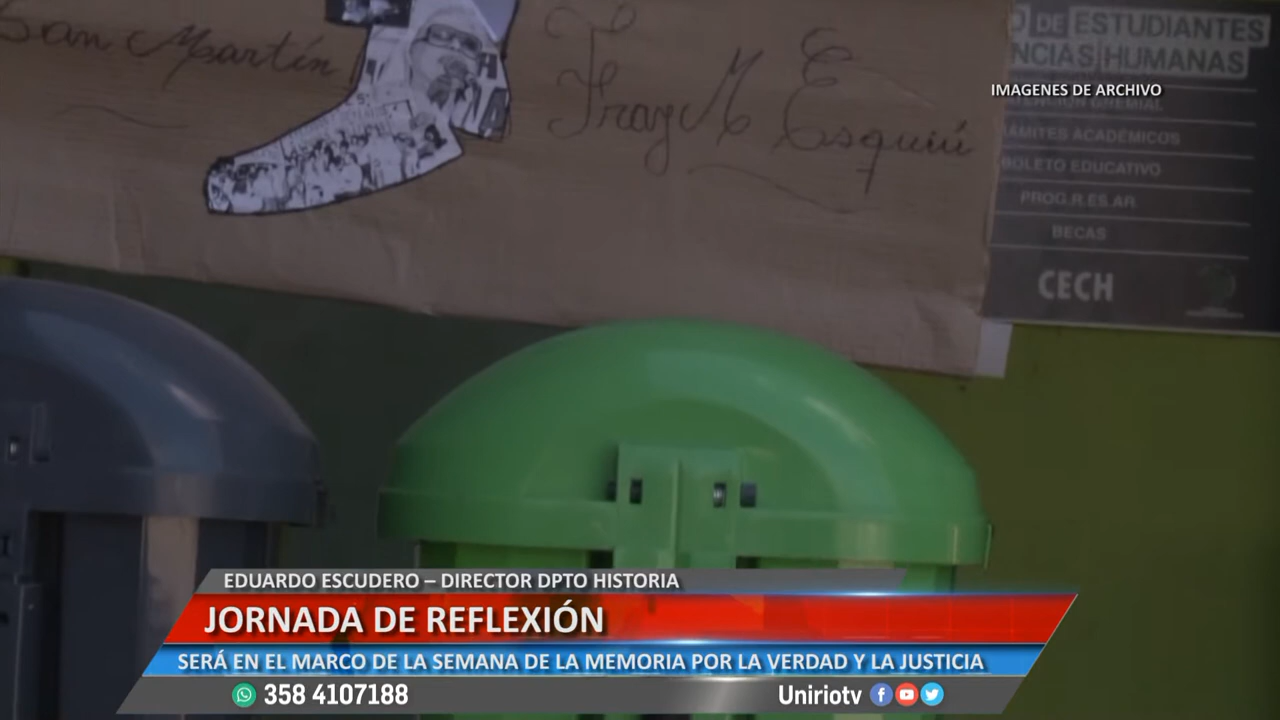 San Martín
Fray M Esquiú
DE ESTUDIANTES
HUMANAS
IMAGENES DE ARCHIVO
ATENCIÓN GREMIAL
ACADÉMICOS
BOLETO EDUCATIVO
PROG.R.ES.AR
BECAS
CECH
EDUARDO ESCUDERO – DIRECTOR DPTO HISTORIA
JORNADA DE REFLEXIÓN
SERÁ EN EL MARCO DE LA SEMANA DE LA MEMORIA POR LA VERDAD Y LA JUSTICIA
358 4107188
Uniriotv